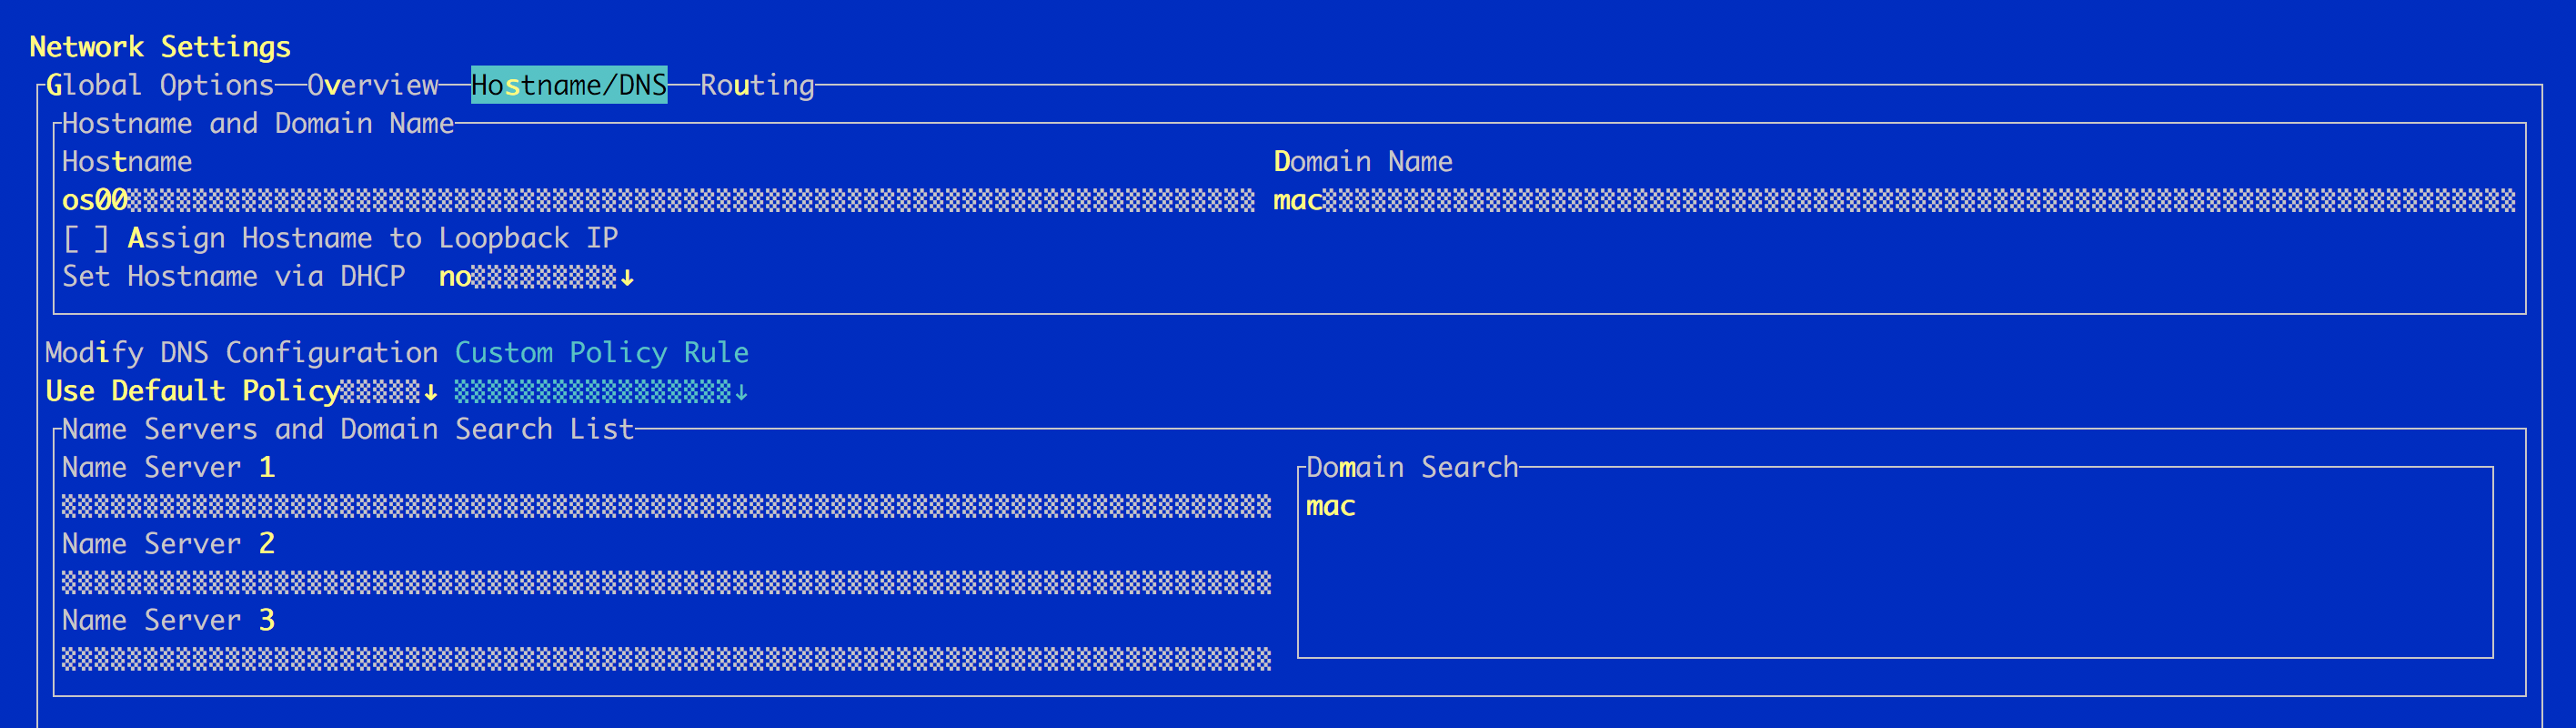 Network Settings
Global Options Overview Hostname/DNS Routing
Hostname and Domain Name
Hostname Domain Name
os00 mac
[ ] Assign Hostname to Loopback IP
Set Hostname via DHCP no↓
Modify DNS Configuration Custom Policy Rule
Use Default Policy↓ ↓
Name Servers and Domain Search List
Name Server 1 Domain Search
mac
Name Server 2
Name Server 3